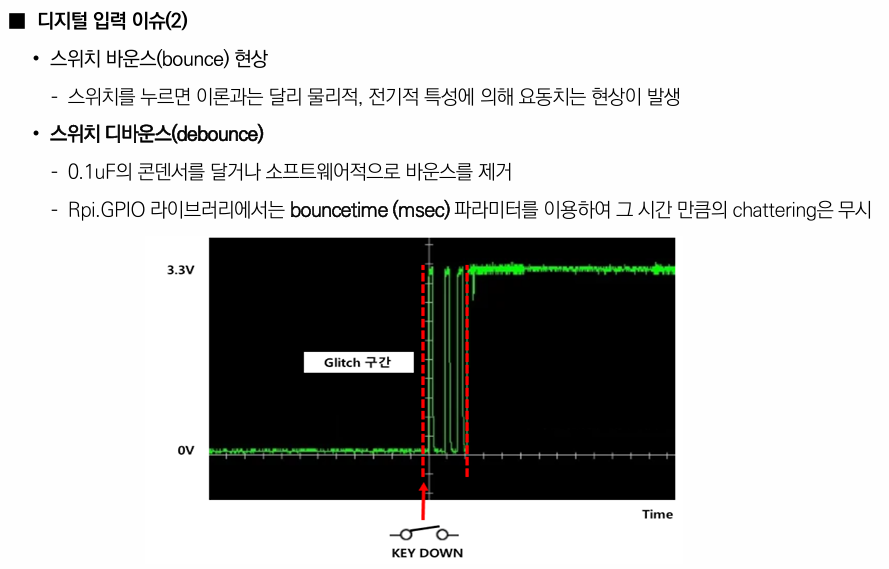 ■ 디지털 입력 이슈(2)
• 스위치 바운스(bounce) 현상
- 스위치를 누르면 이론과는 달리 물리적, 전기적 특성에 의해 요동치는 현상이 발생
• 스위치 디바운스(debounce)
- 0.1uF의 콘덴서를 달거나 소프트웨어적으로 바운스를 제거
- Rpi.GPIO 라이브러리에서는 bouncetime (msec) 파라미터를 이용하여 그 시간 만큼의 chattering은 무시
3.3V
Glitch 구간
0V
Time
KEY DOWN